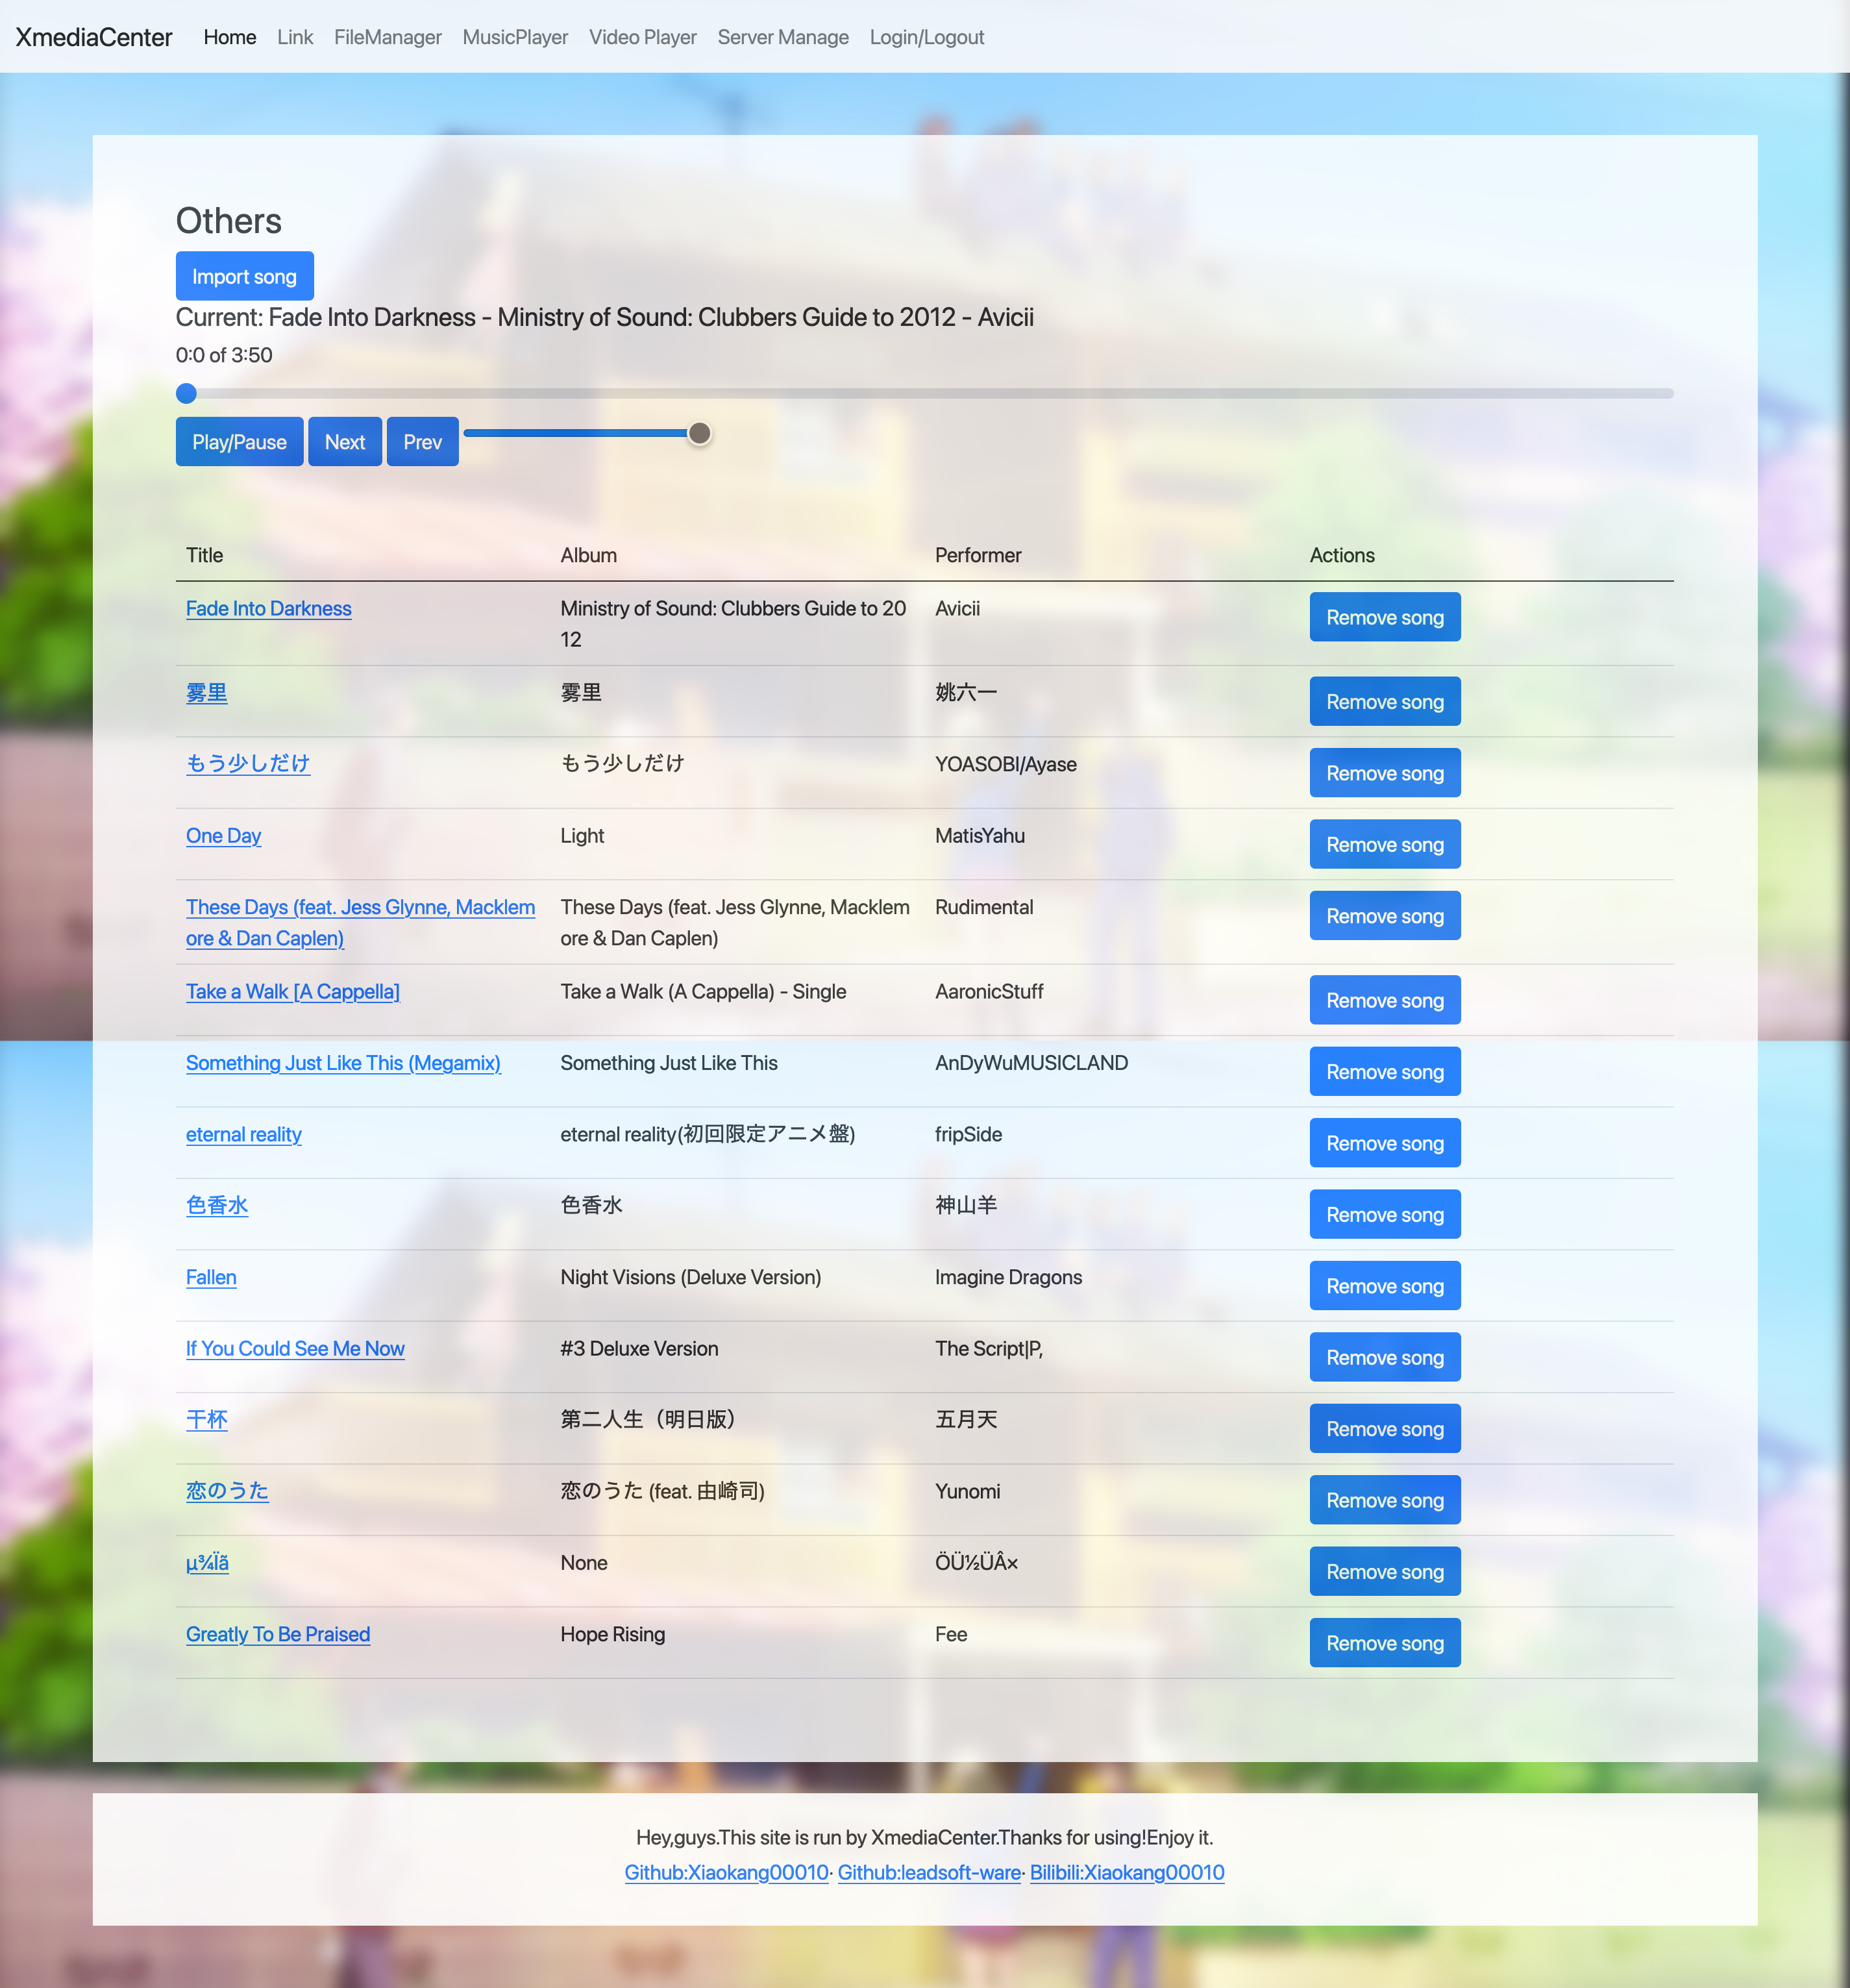 XmediaCenter Home Link FileManager MusicPlayer Video Player Server Manage Login/Logout
Others
Import song
Current: Fade Into Darkness - Ministry of Sound: Clubbers Guide to 2012 - Avicii
0:0 of 3:50
Play/Pause Next Prev
Title Album Performer Actions
Fade Into Darkness Ministry of Sound: Clubbers Guide to 20 Avicii Remove song
12
雾里 雾里 姚六一 Remove song
もう少しだけ もう少しだけ YOASOBI/Ayase Remove song
One Day Light MatisYahu Remove song
These Days (feat. Jess Glynne, Macklem These Days (feat. Jess Glynne, Macklem Rudimental Remove song
ore & Dan Caplen) ore & Dan Caplen)
Take a Walk [A Cappella] Take a Walk (A Cappella) - Single AaronicStuff Remove song
Something Just Like This (Megamix) Something Just Like This AnDyWuMUSICLAND Remove song
eternal reality eternal reality(初回限定アニメ盤) fripSide Remove song
色香水 色香水 神山羊 Remove song
Fallen Night Visions (Deluxe Version) Imagine Dragons Remove song
If You Could See Me Now #3 Deluxe Version The Script|P, Remove song
干杯 第二人生（明日版） 五月天 Remove song
恋のうた 恋のうた (feat. 由崎司) Yunomi Remove song
µ¾Ïã None ÖÜ½ÜÂ× Remove song
Greatly To Be Praised Hope Rising Fee Remove song
Hey,guys.This site is run by XmediaCenter.Thanks for using!Enjoy it.
Github:Xiaokang00010· Github:leadsoft-ware· Bilibili:Xiaokang00010